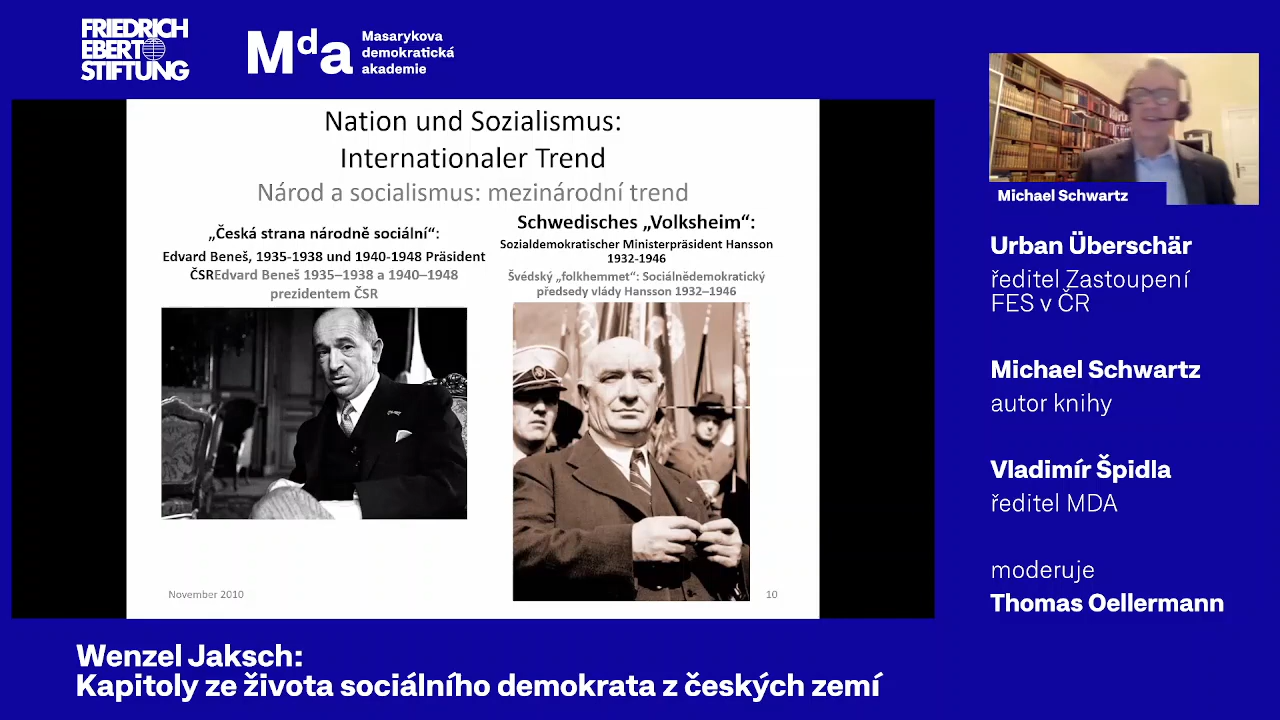 FRIEDRICH
EBERT
STIFTUNG
Mda
Masarykova
demokratická
akademie
Nation und Sozialismus:
Internationaler Trend
Národ a socialismus: mezinárodní trend
„Česká strana národně sociální“:
Edvard Beneš, 1935-1938 und 1940-1948 Präsident
ČSREdvard Beneš 1935–1938 a 1940–1948
prezidentem ČSR
Schwedisches „Volksheim“:
Sozialdemokratischer Ministerpräsident Hansson
1932-1946
Švédský „folkhemmet“: Sociálnědemokratický
předsedy vlády Hansson 1932–1946
November 2010
10
Michael Schwartz
Urban Überschär
ředitel Zastoupení
FES v ČR
Michael Schwartz
autor knihy
Vladimír Špidla
ředitel MDA
moderuje
Thomas Oellermann
Wenzel Jaksch:
Kapitoly ze života sociálního demokrata z českých zemí